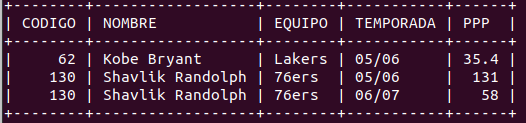 +--------+------------------+--------+-----------+------+
| CODIGO | NOMBRE           | EQUIPO | TEMPORADA | PPP  |
+--------+------------------+--------+-----------+------+
|     62 | Kobe Bryant      | Lakers | 05/06     | 35.4 |
|    130 | Shavlik Randolph | 76ers  | 05/06     |  131 |
|    130 | Shavlik Randolph | 76ers  | 06/07     |   58 |
+--------+------------------+--------+-----------+------+